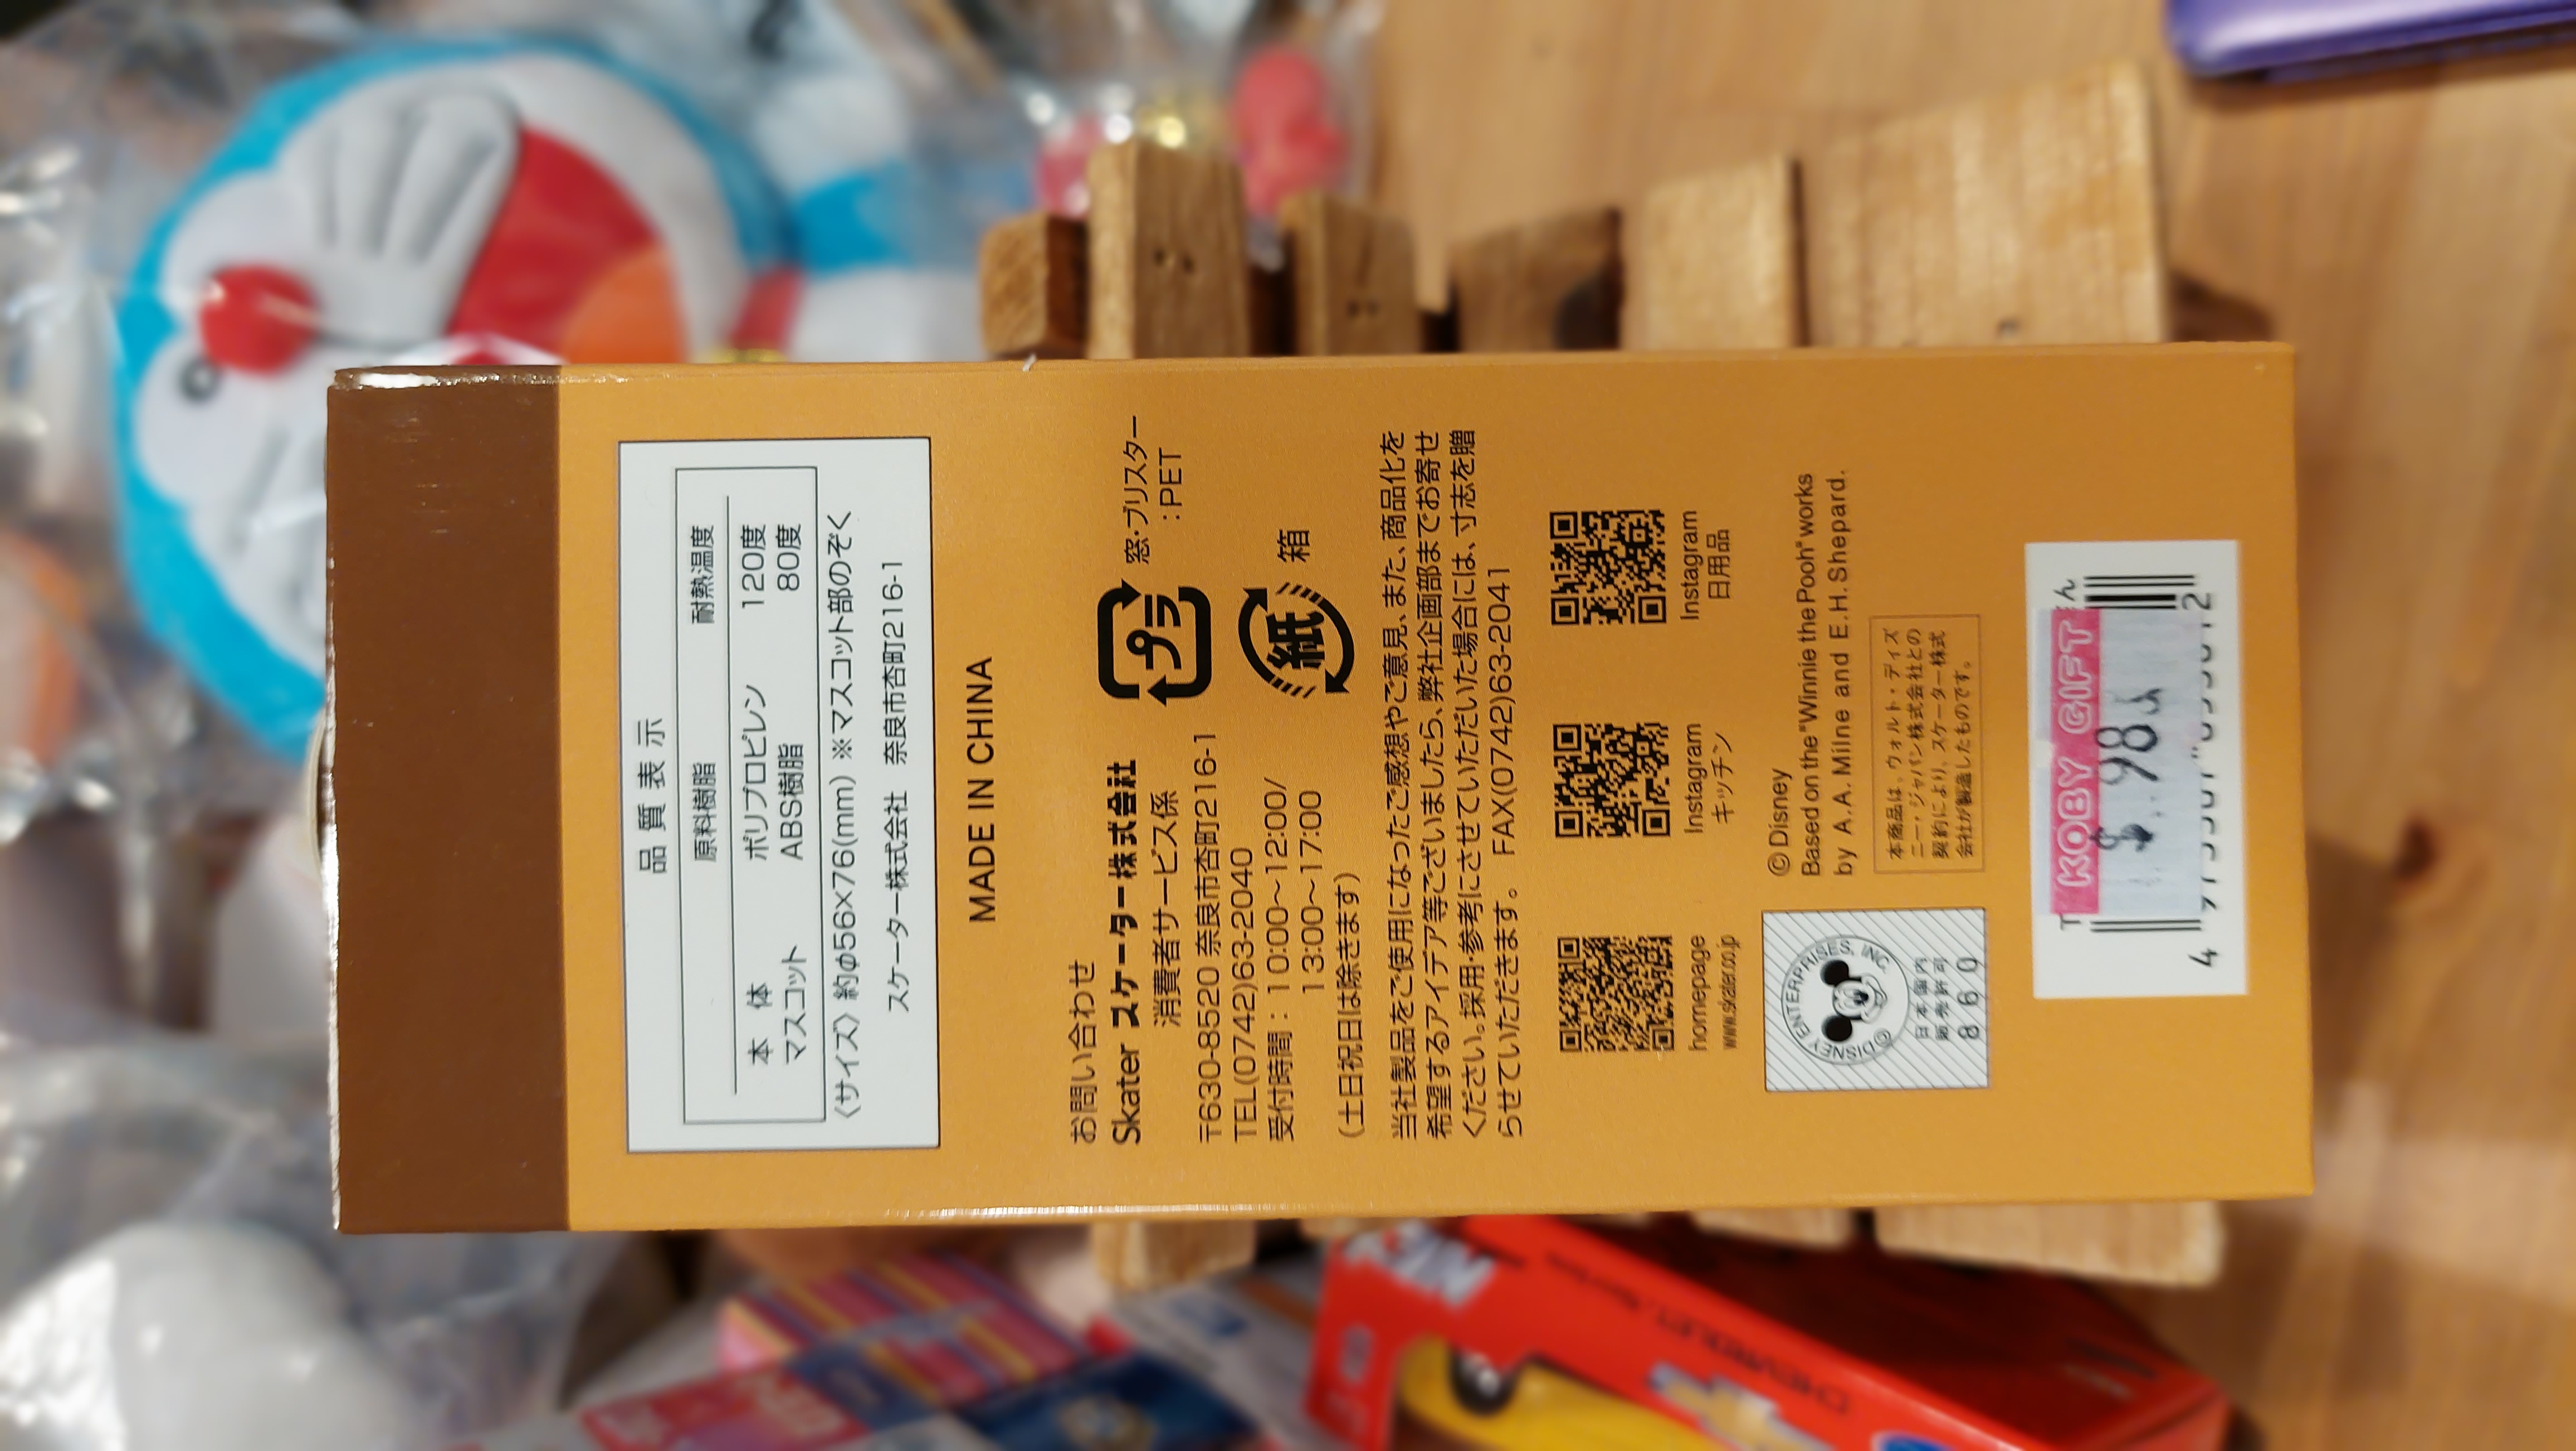 品質表示
原料樹脂 耐熱温度
本 体 ポリプロピレン 120度
マスコット ABS樹脂 80度
〈サイズ〉約φ56×76(mm) ※マスコット部のぞく
スケーター株式会社 奈良市杏町216-1
MADE IN CHINA
お問い合わせ
Skater スケーター株式会社
消費者サービス係
〒630-8520 奈良市杏町216-1
TEL(0742)63-2040
受付時間：10:00~12:00/
13:00~17:00
(土日祝日は除きます)
プラ
窓・ブリスター
:PET
紙
箱
当社製品をご使用になったご感想やご意見、また、商品化を
希望するアイデア等ございましたら、弊社企画部までお寄せ
ください。採用・参考にさせていただいた場合には、寸志を贈
らせていただきます。 FAX(0742)63-2041
homepage
www.skater.co.jp
Instagram
キッチン
Instagram
日用品
©Disney
Based on the "Winnie the Pooh" works
by A.A. Milne and E.H. Shepard.
本商品は、ウォルト・ディズ
ニー・ジャパン株式会社との
契約により、スケーター株式
会社が製造したものです。
©DISNEY ENTERPRISES, INC.
日本国内
販売許可
860
KOBY GIFT
CHEVROLET